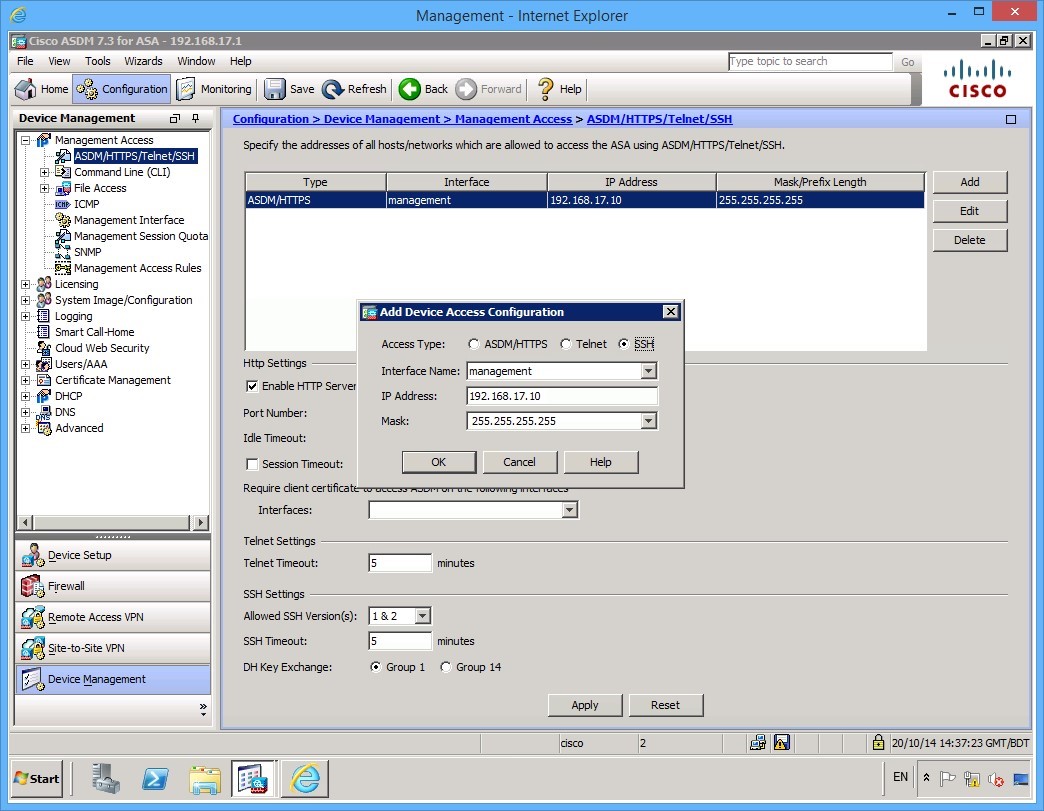 Management - Internet Explorer
Cisco ASDM 7.3 for ASA - 192.168.17.1
File View Tools Wizards Window Help
Type topic to search Go
Home Configuration Monitoring Save Refresh Back Forward Help
CISCO
Device Management
Configuration > Device Management > Management Access > ASDM/HTTPS/Telnet/SSH
Management Access
ASDM/HTTPS/Telnet/SSH
Command Line (CLI)
File Access
ICMP
Management Interface
Management Session Quota
SNMP
Management Access Rules
Licensing
System Image/Configuration
Logging
Smart Call-Home
Cloud Web Security
Users/AAA
Certificate Management
DHCP
DNS
Advanced
Device Setup
Firewall
Remote Access VPN
Site-to-Site VPN
Device Management
Specify the addresses of all hosts/networks which are allowed to access the ASA using ASDM/HTTPS/Telnet/SSH.
Type Interface IP Address Mask/Prefix Length
ASDM/HTTPS management 192.168.17.10 255.255.255.255
Add
Edit
Delete
Add Device Access Configuration
Access Type: ASDM/HTTPS Telnet SSH
Interface Name: management
IP Address: 192.168.17.10
Mask: 255.255.255.255
OK Cancel Help
Http Settings
Enable HTTP Server
Port Number:
Idle Timeout:
Session Timeout:
Require client certificate to access ASDM on the following interfaces
Interfaces:
Telnet Settings
Telnet Timeout: 5 minutes
SSH Settings
Allowed SSH Version(s): 1 & 2
SSH Timeout: 5 minutes
DH Key Exchange: Group 1 Group 14
Apply Reset
cisco 2 20/10/14 14:37:23 GMT/BDT
Start EN